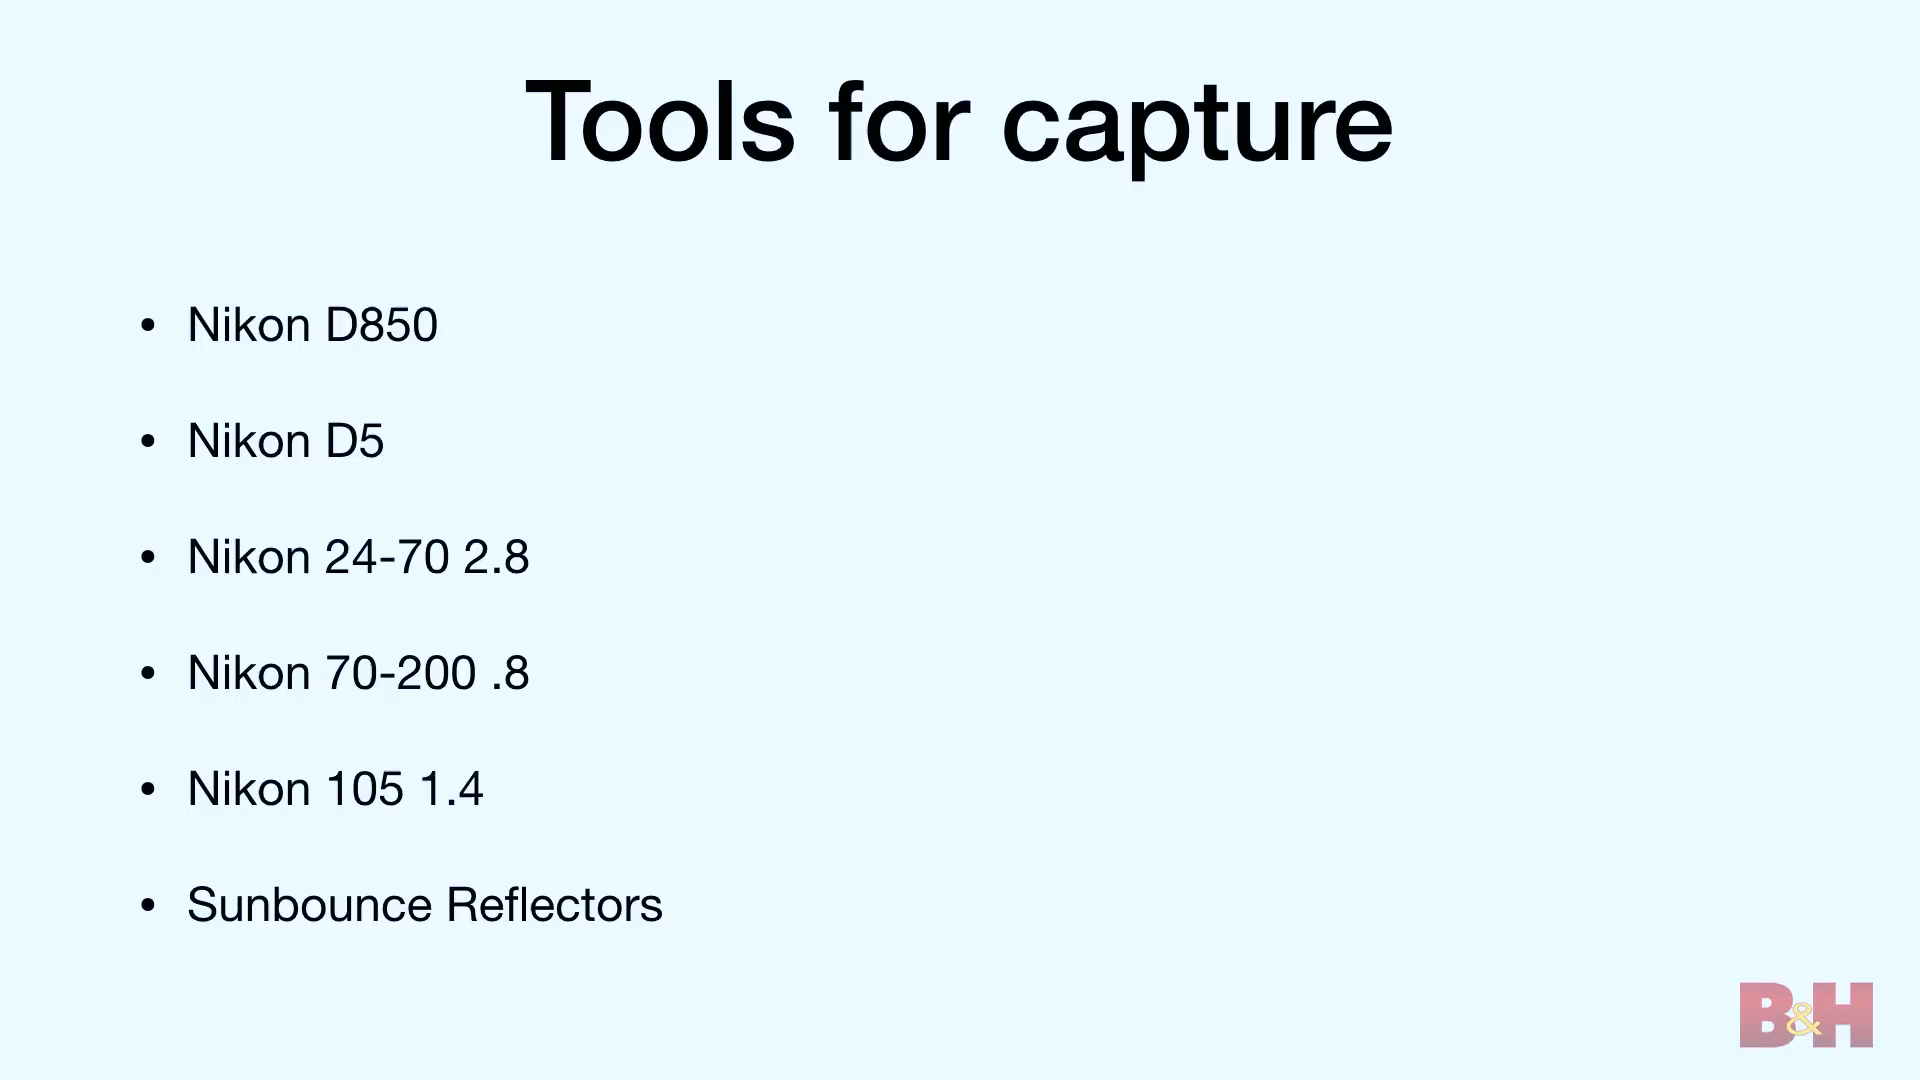 Tools for capture
• Nikon D850
• Nikon D5
• Nikon 24-70 2.8
• Nikon 70-200 .8
• Nikon 105 1.4
• Sunbounce Reflectors
B&H